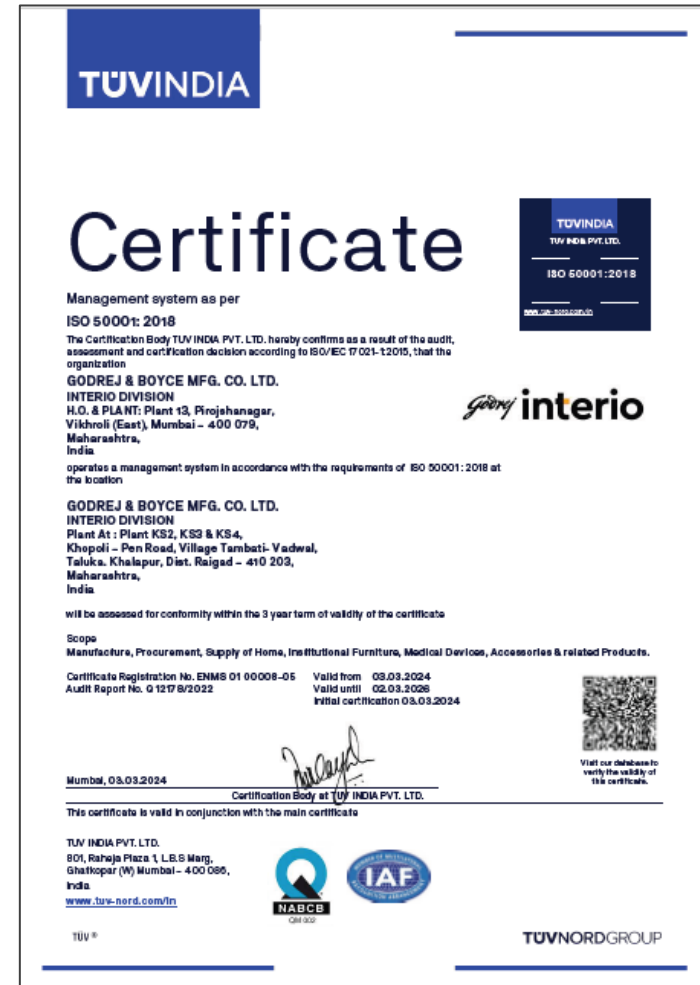 TÜVINDIA
Certificate
TÜVINDIA
TUV INDIA PVT. LTD.
ISO 50001:2018
www.tuv-nord.com/in
Management system as per
ISO 50001: 2018
The Certification Body TUV INDIA PVT. LTD. hereby confirms as a result of the audit,
assessment and certification decision according to ISO/IEC 17021-1:2015, that the
organization
GODREJ & BOYCE MFG. CO. LTD.
INTERIO DIVISION
H.O. & PLANT: Plant 13, Pirojshanagar,
Vikhroli (East), Mumbai – 400 079,
Maharashtra,
India
Godrej interio
operates a management system in accordance with the requirements of ISO 50001: 2018 at
the location
GODREJ & BOYCE MFG. CO. LTD.
INTERIO DIVISION
Plant At : Plant KS2, KS3 & KS4,
Khopoli – Pen Road, Village Tambati- Vadwal,
Taluka. Khalapur, Dist. Raigad – 410 203,
Maharashtra,
India
will be assessed for conformity within the 3 year term of validity of the certificate
Scope
Manufacture, Procurement, Supply of Home, Institutional Furniture, Medical Devices, Accessories & related Products.
Certificate Registration No. ENMS 01 00008-05
Audit Report No. Q 12178/2022
Valid from 03.03.2024
Valid until 02.03.2026
Initial certification 03.03.2024
Visit our database to
verify the validity of
this certificate.
Mumbai, 03.03.2024
Certification Body at TUV INDIA PVT. LTD.
This certificate is valid in conjunction with the main certificate
TUV INDIA PVT. LTD.
801, Raheja Plaza 1, L.B.S Marg,
Ghatkopar (W) Mumbai – 400 086,
India
www.tuv-nord.com/in
NABCB
QM 002
IAF
TÜV ®
TÜVNORDGROUP